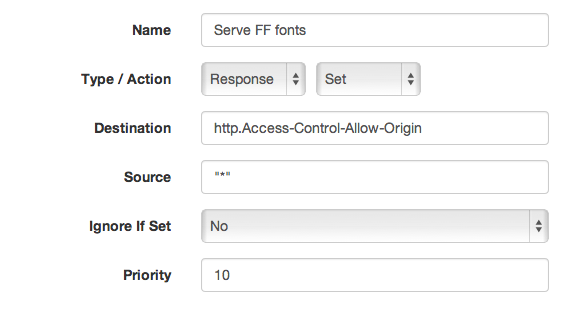 Name Serve FF fonts
Type / Action Response Set
Destination http.Access-Control-Allow-Origin
Source "*"
Ignore If Set No
Priority 10